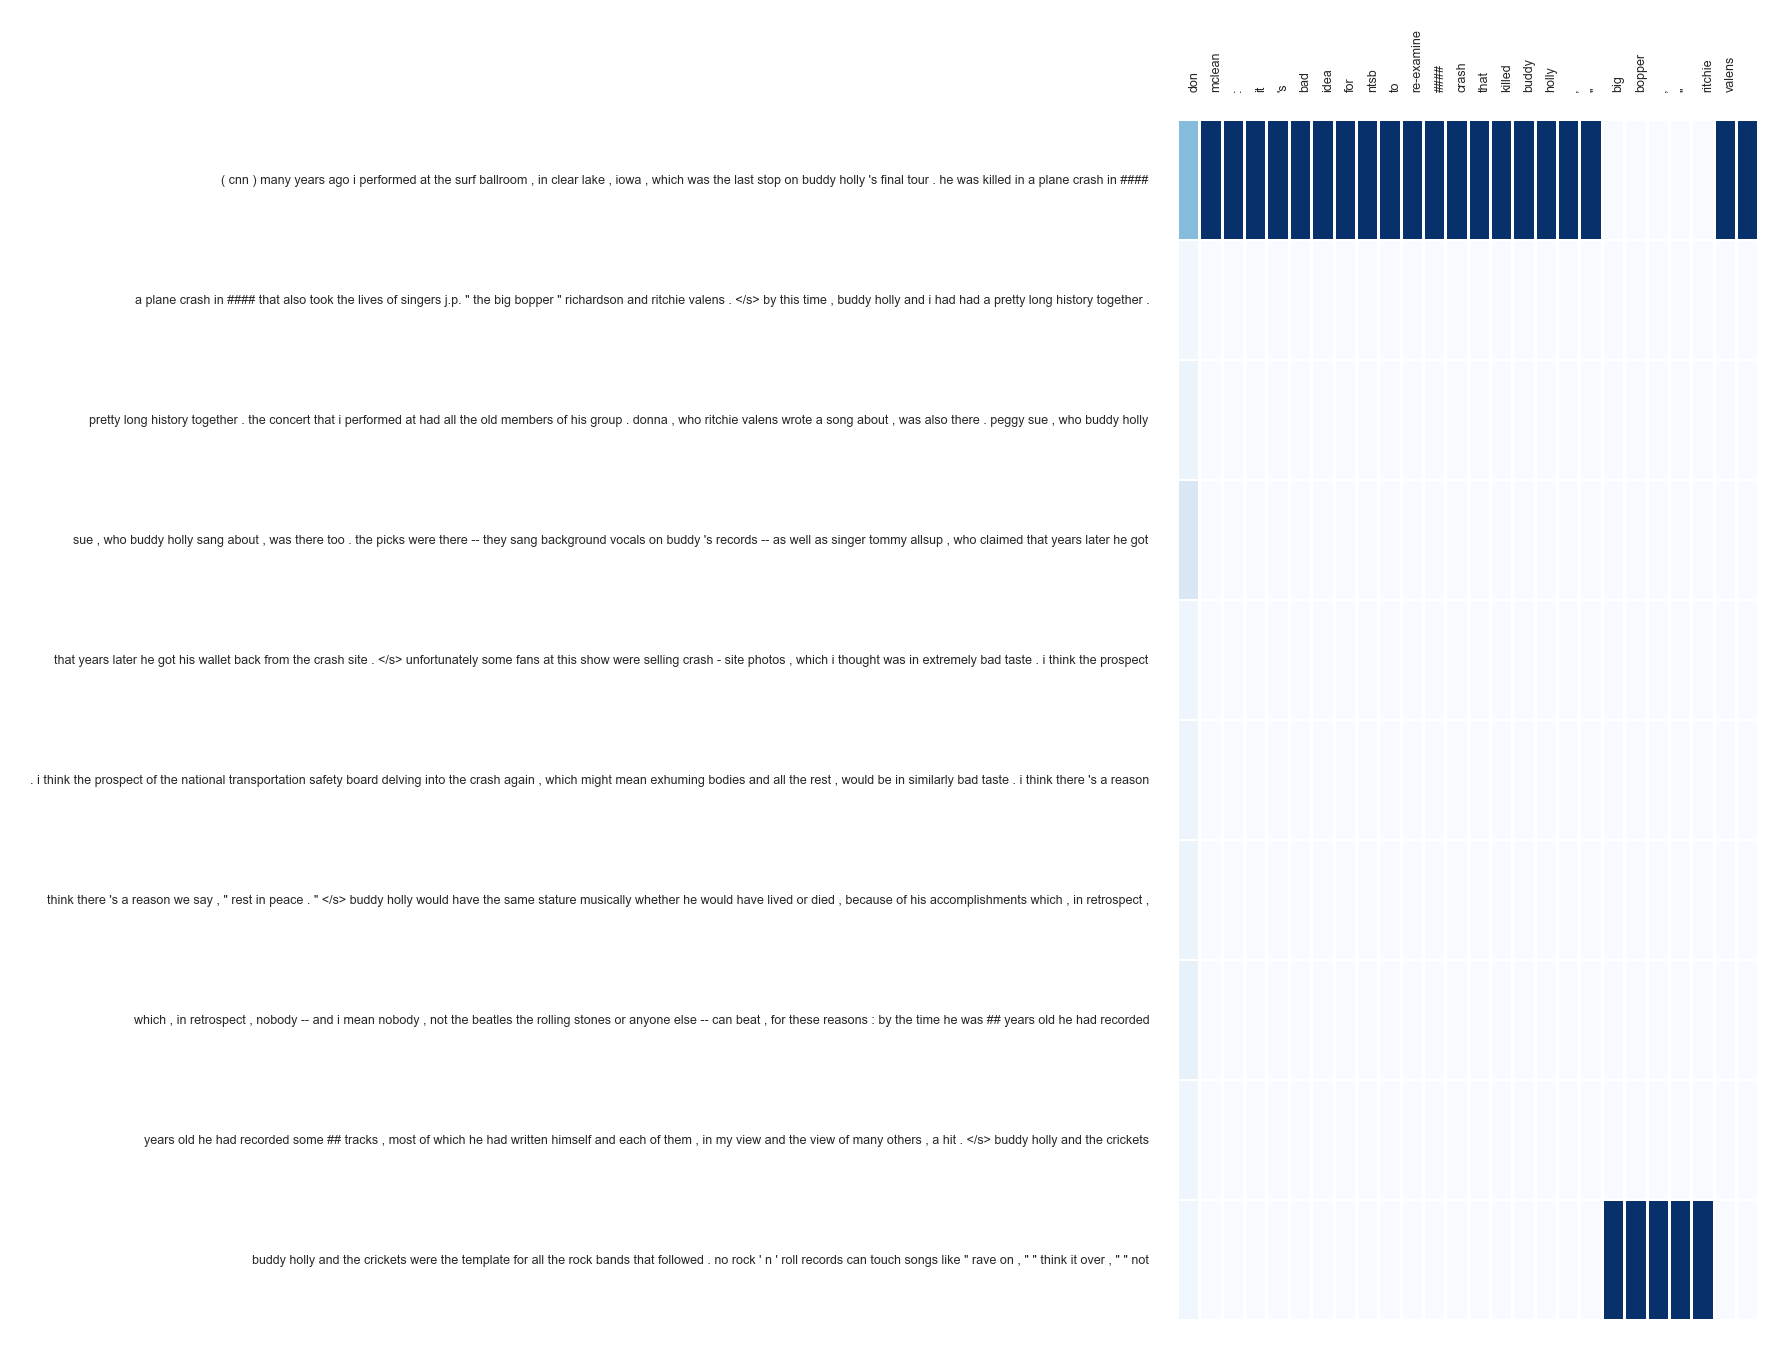 don mclean : it 's bad idea for ntsb to re-examine #### crash that killed buddy holly , " big bopper , " ritchie valens
( cnn ) many years ago i performed at the surf ballroom , in clear lake , iowa , which was the last stop on buddy holly 's final tour . he was killed in a plane crash in ####
a plane crash in #### that also took the lives of singers j.p. " the big bopper " richardson and ritchie valens . </s> by this time , buddy holly and i had had a pretty long history together .
pretty long history together . the concert that i performed at had all the old members of his group . donna , who ritchie valens wrote a song about , was also there . peggy sue , who buddy holly
sue , who buddy holly sang about , was there too . the picks were there -- they sang background vocals on buddy 's records -- as well as singer tommy allsup , who claimed that years later he got
that years later he got his wallet back from the crash site . </s> unfortunately some fans at this show were selling crash - site photos , which i thought was in extremely bad taste . i think the prospect
. i think the prospect of the national transportation safety board delving into the crash again , which might mean exhuming bodies and all the rest , would be in similarly bad taste . i think there 's a reason
think there 's a reason we say , " rest in peace . " </s> buddy holly would have the same stature musically whether he would have lived or died , because of his accomplishments which , in retrospect ,
which , in retrospect , nobody -- and i mean nobody , not the beatles the rolling stones or anyone else -- can beat , for these reasons : by the time he was ## years old he had recorded
years old he had recorded some ## tracks , most of which he had written himself and each of them , in my view and the view of many others , a hit . </s> buddy holly and the crickets
buddy holly and the crickets were the template for all the rock bands that followed . no rock ' n ' roll records can touch songs like " rave on , " " think it over , " " not